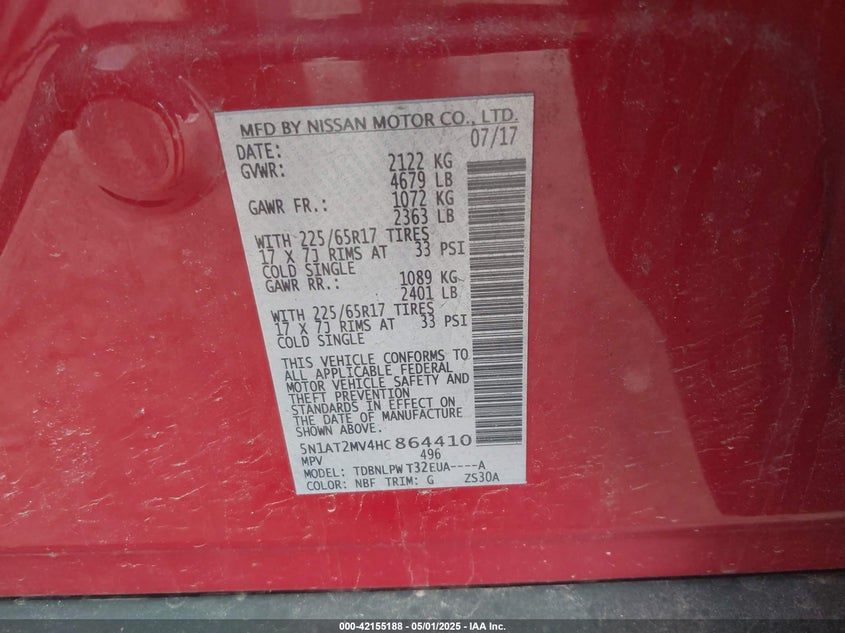 MFD BY NISSAN MOTOR CO., LTD.
DATE: 07/17
GVWR: 2122 KG
4679 LB
GAWR FR.: 1072 KG
2363 LB
WITH 225/65R17 TIRES
17 X 7J RIMS AT 33 PSI
COLD SINGLE
GAWR RR.: 1089 KG
2401 LB
WITH 225/65R17 TIRES
17 X 7J RIMS AT 33 PSI
COLD SINGLE
THIS VEHICLE CONFORMS TO
ALL APPLICABLE FEDERAL
MOTOR VEHICLE SAFETY AND
THEFT PREVENTION
STANDARDS IN EFFECT ON
THE DATE OF MANUFACTURE
SHOWN ABOVE.
5N1AT2MV4HC864410
MPV 496
MODEL: TDBNLPW T32EUA----A
COLOR: NBF TRIM: G ZS30A
000-42155188 - 05/01/2025 - IAA Inc.